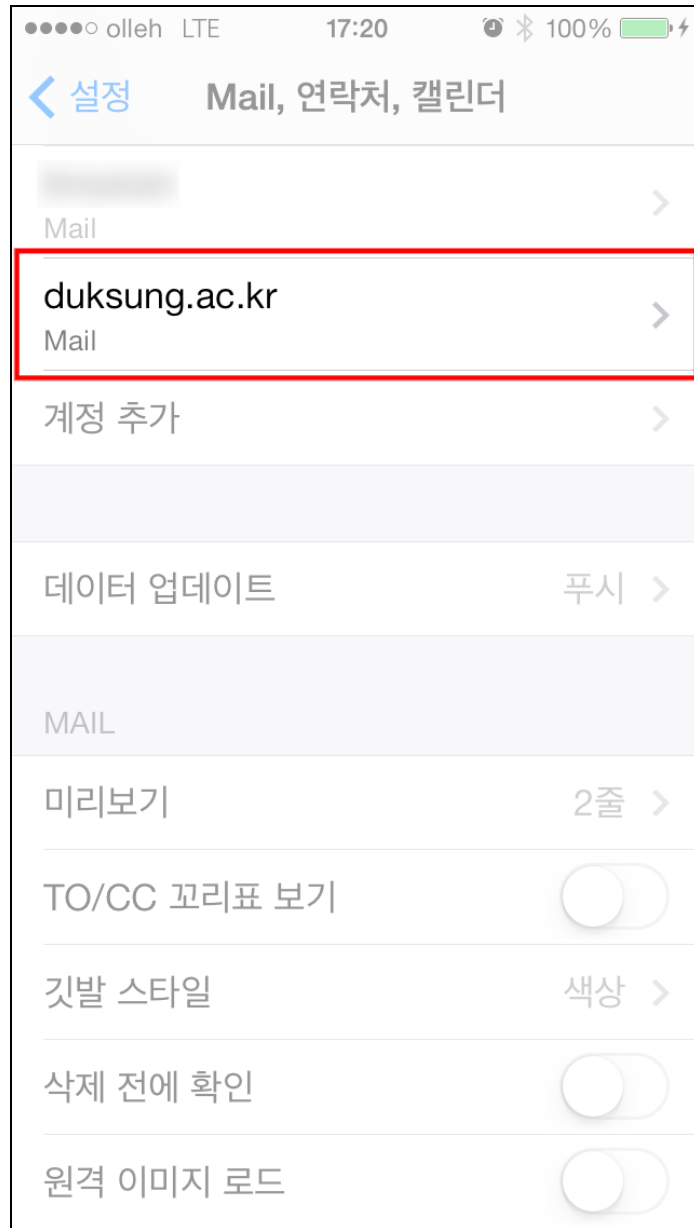 olleh LTE 17:20 100%
설정 Mail, 연락처, 캘린더
Mail
duksung.ac.kr
Mail
계정 추가
데이터 업데이트 푸시
MAIL
미리보기 2줄
TO/CC 꼬리표 보기
깃발 스타일 색상
삭제 전에 확인
원격 이미지 로드